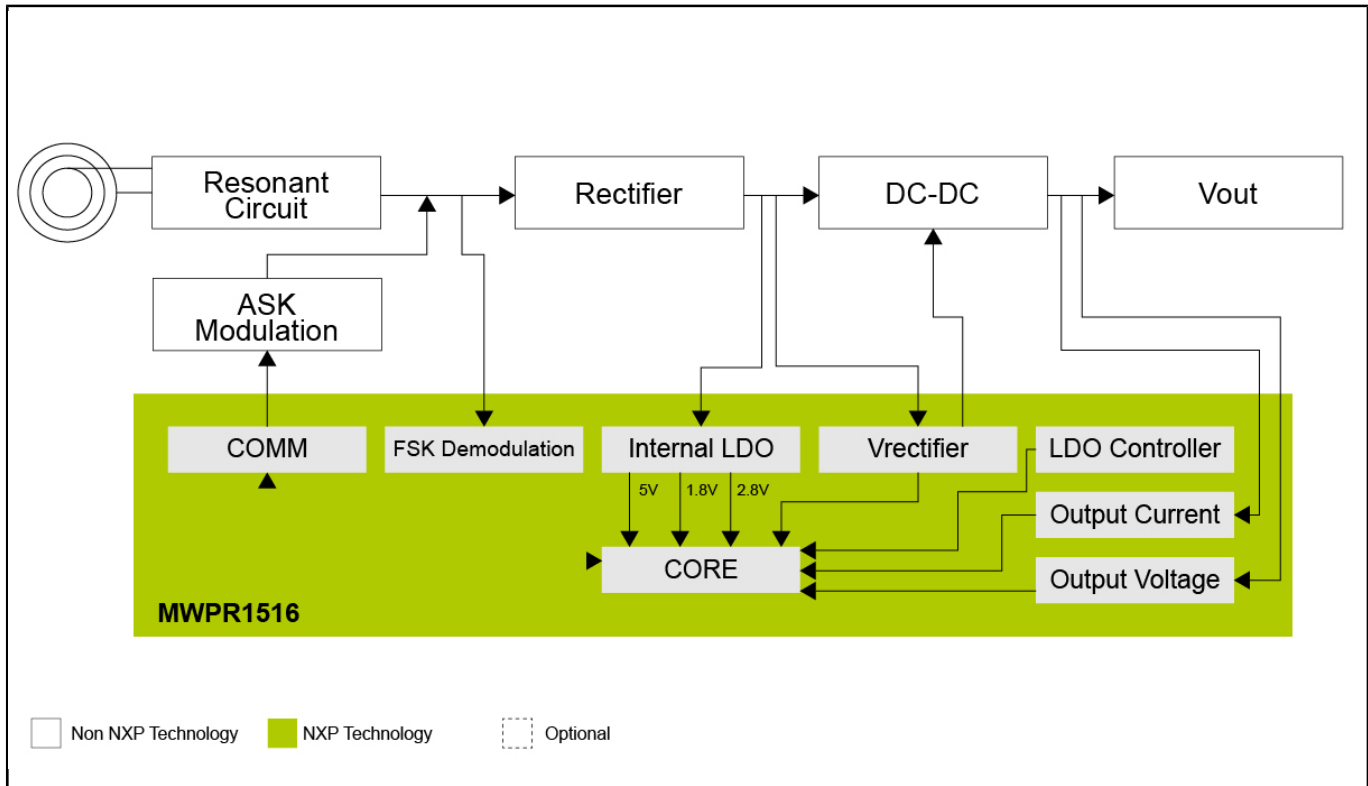 Resonant
Circuit
Rectifier
DC-DC
Vout
ASK
Modulation
COMM
FSK Demodulation
Internal LDO
Vrectifier
LDO Controller
5V
1.8V
2.8V
Output Current
CORE
Output Voltage
MWPR1516
Non NXP Technology
NXP Technology
Optional